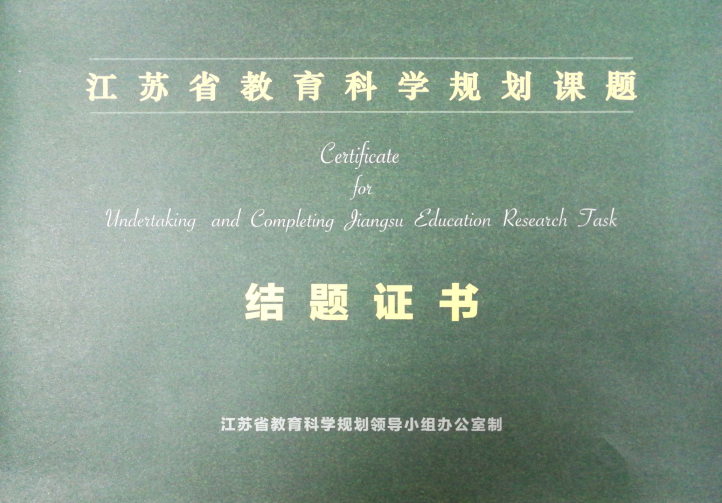 江苏省教育科学规划课题
Certificate
for
Undertaking and Completing Jiangsu Education Research Task
结题证书
江苏省教育科学规划领导小组办公室制